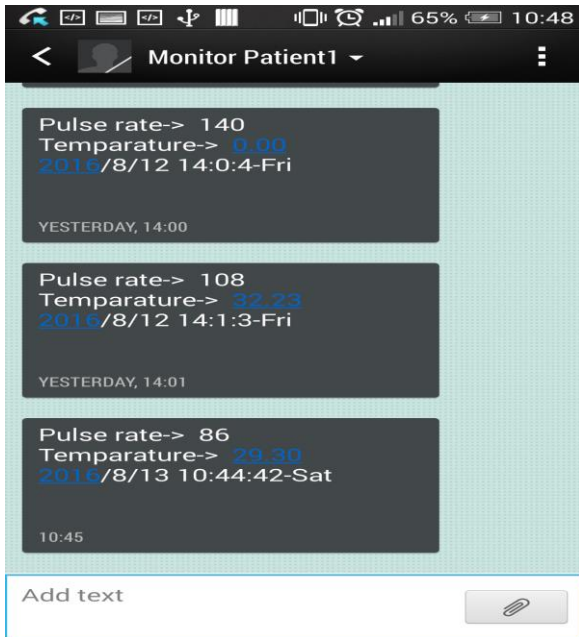 65% 10:48
Monitor Patient1
Pulse rate-> 140
Temparature-> 0.00
2016/8/12 14:0:4-Fri
YESTERDAY, 14:00
Pulse rate-> 108
Temparature-> 32.23
2016/8/12 14:1:3-Fri
YESTERDAY, 14:01
Pulse rate-> 86
Temparature-> 29.30
2016/8/13 10:44:42-Sat
10:45
Add text